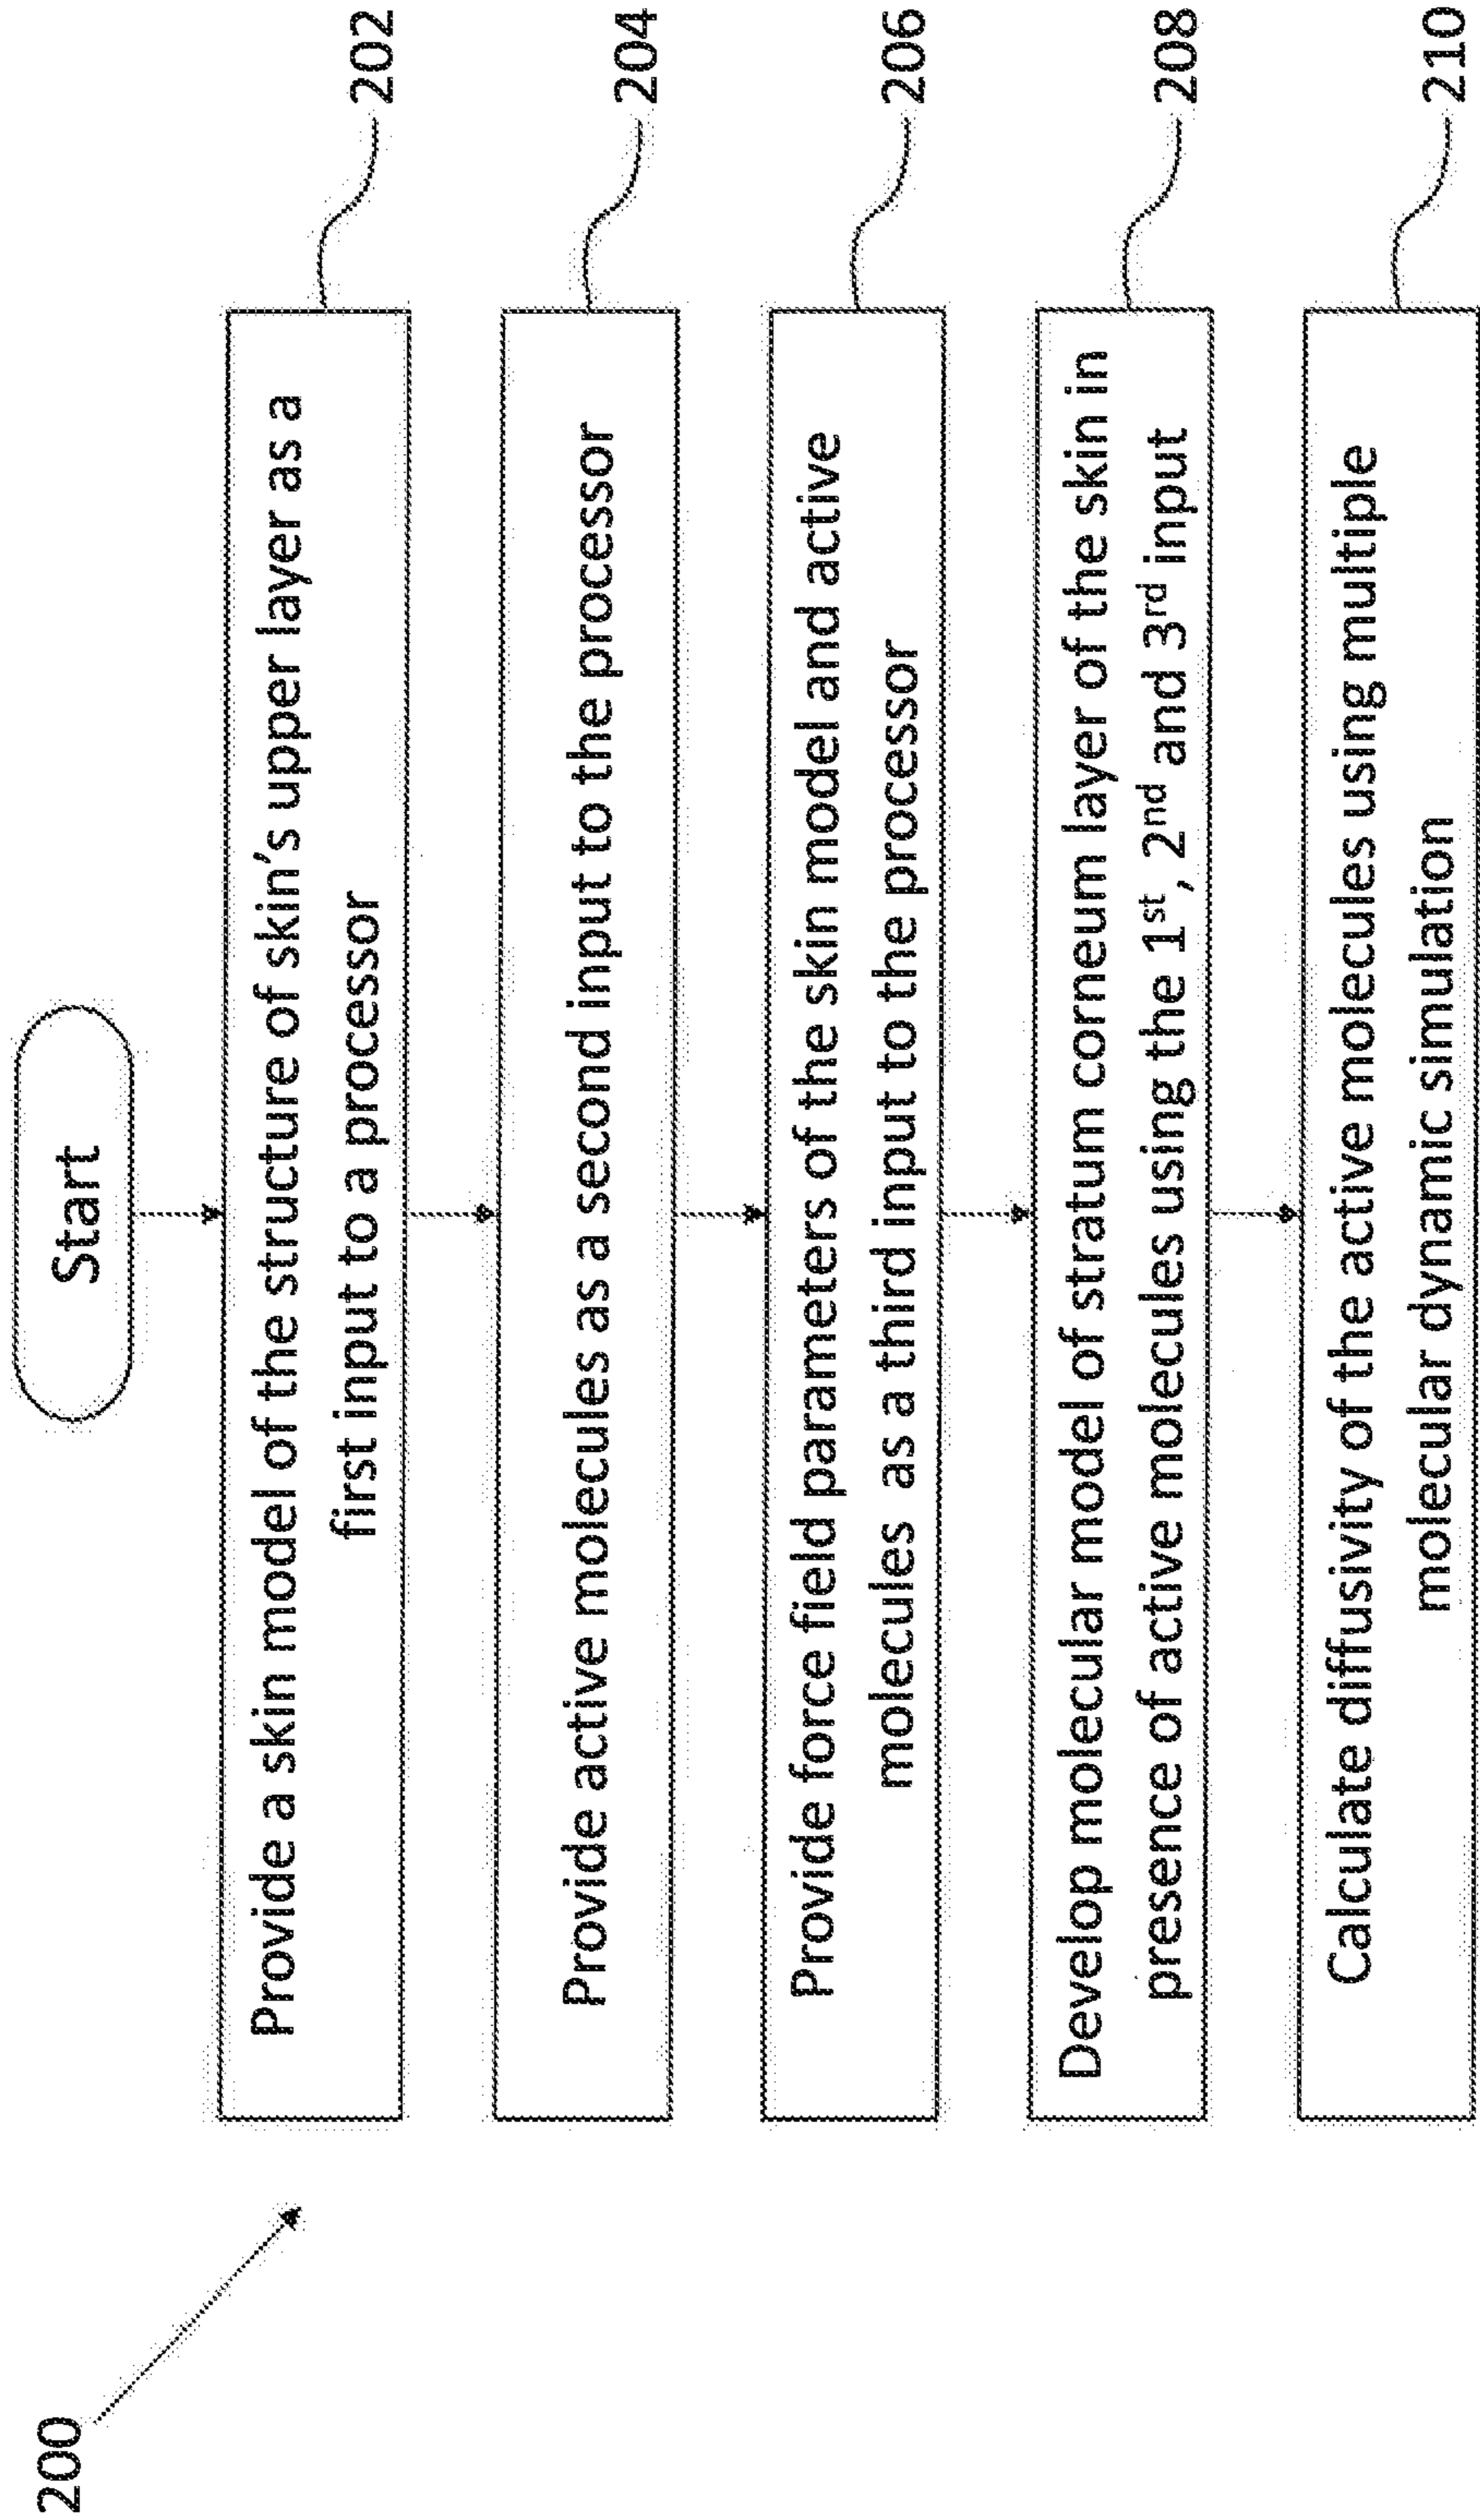 200
Start
Provide a skin model of the structure of skin's upper layer as a
first input to a processor
202
Provide active molecules as a second input to the processor
204
Provide force field parameters of the skin model and active
molecules as a third input to the processor
206
Develop molecular model of stratum corneum layer of the skin in
presence of active molecules using the 1st, 2nd and 3rd input
208
Calculate diffusivity of the active molecules using multiple
molecular dynamic simulation
210